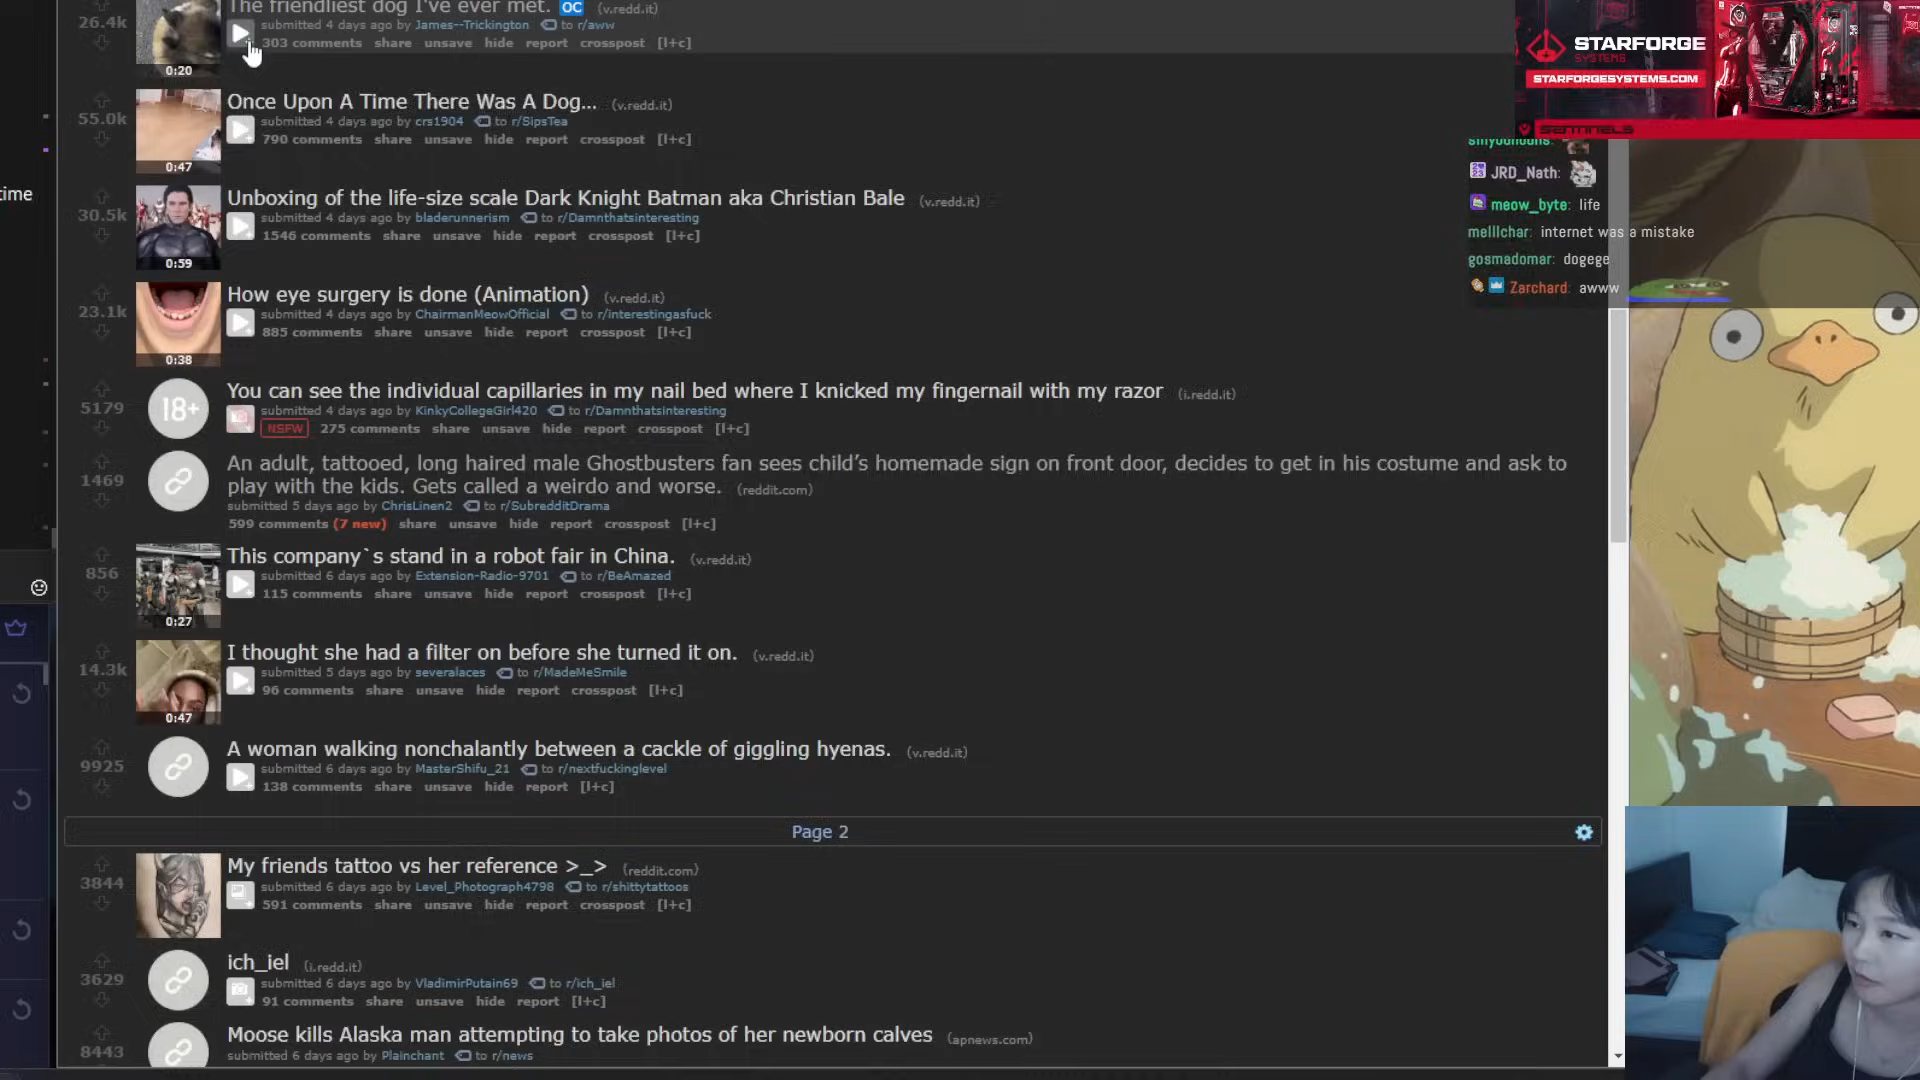 The friendliest dog I've ever met. OC (v.redd.it)
26.4k
submitted 4 days ago by James--Trickington to r/aww
303 comments share unsave hide report crosspost [l+c]
0:20
Once Upon A Time There Was A Dog... (v.redd.it)
55.0k
submitted 4 days ago by crs1904 to r/SipsTea
790 comments share unsave hide report crosspost [l+c]
0:47
Unboxing of the life-size scale Dark Knight Batman aka Christian Bale (v.redd.it)
30.5k
submitted 4 days ago by bladerunnerism to r/Damnthatsinteresting
1546 comments share unsave hide report crosspost [l+c]
0:59
How eye surgery is done (Animation) (v.redd.it)
23.1k
submitted 4 days ago by ChairmanMeowOfficial to r/interestingasfuck
885 comments share unsave hide report crosspost [l+c]
0:38
You can see the individual capillaries in my nail bed where I knicked my fingernail with my razor (i.redd.it)
5179
18+
submitted 4 days ago by KinkyCollegeGirl420 to r/Damnthatsinteresting
NSFW 275 comments share unsave hide report crosspost [l+c]
An adult, tattooed, long haired male Ghostbusters fan sees child's homemade sign on front door, decides to get in his costume and ask to
1469
play with the kids. Gets called a weirdo and worse. (reddit.com)
submitted 5 days ago by ChrisLinen2 to r/SubredditDrama
599 comments (7 new) share unsave hide report crosspost [l+c]
This company`s stand in a robot fair in China. (v.redd.it)
856
submitted 6 days ago by Extension-Radio-9701 to r/BeAmazed
115 comments share unsave hide report crosspost [l+c]
0:27
I thought she had a filter on before she turned it on. (v.redd.it)
14.3k
submitted 5 days ago by severalaces to r/MadeMeSmile
96 comments share unsave hide report crosspost [l+c]
0:47
A woman walking nonchalantly between a cackle of giggling hyenas. (v.redd.it)
9925
submitted 6 days ago by MasterShifu_21 to r/nextfuckinglevel
138 comments share unsave hide report [l+c]
Page 2
My friends tattoo vs her reference >_> (reddit.com)
3844
submitted 6 days ago by Level_Photograph4798 to r/shittytattoos
591 comments share unsave hide report crosspost [l+c]
ich_iel (i.redd.it)
3629
submitted 6 days ago by VladimirPutain69 to r/ich_iel
91 comments share unsave hide report [l+c]
Moose kills Alaska man attempting to take photos of her newborn calves (apnews.com)
8443
submitted 6 days ago by Plainchant to r/news
time
STARFORGE
SYSTEMS
STARFORGESYSTEMS.COM
SENTINELS
JRD_Nath:
meow_byte: life
melllchar: internet was a mistake
gosmadomar: dogege
Zarchard: awww